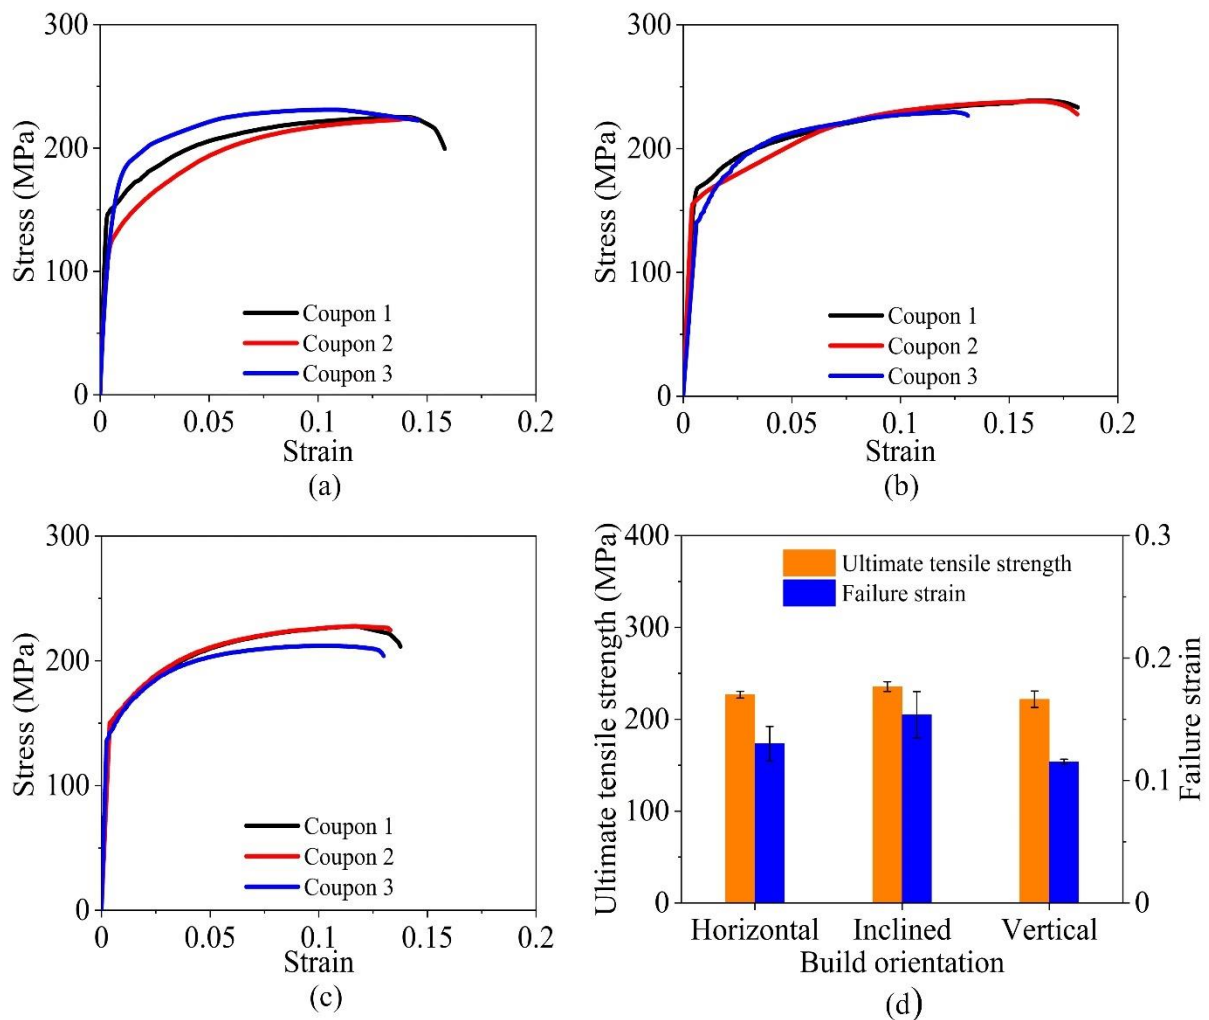 300
200
100
0
Stress (MPa)
Coupon 1
Coupon 2
Coupon 3
0 0.05 0.1 0.15 0.2
Strain
(a)
300
200
100
0
Stress (MPa)
Coupon 1
Coupon 2
Coupon 3
0 0.05 0.1 0.15 0.2
Strain
(b)
300
200
100
0
Stress (MPa)
Coupon 1
Coupon 2
Coupon 3
0 0.05 0.1 0.15 0.2
Strain
(c)
400
300
200
100
0
Ultimate tensile strength (MPa)
Ultimate tensile strength
Failure strain
0.3
0.2
0.1
0
Failure strain
Horizontal Inclined Vertical
Build orientation
(d)